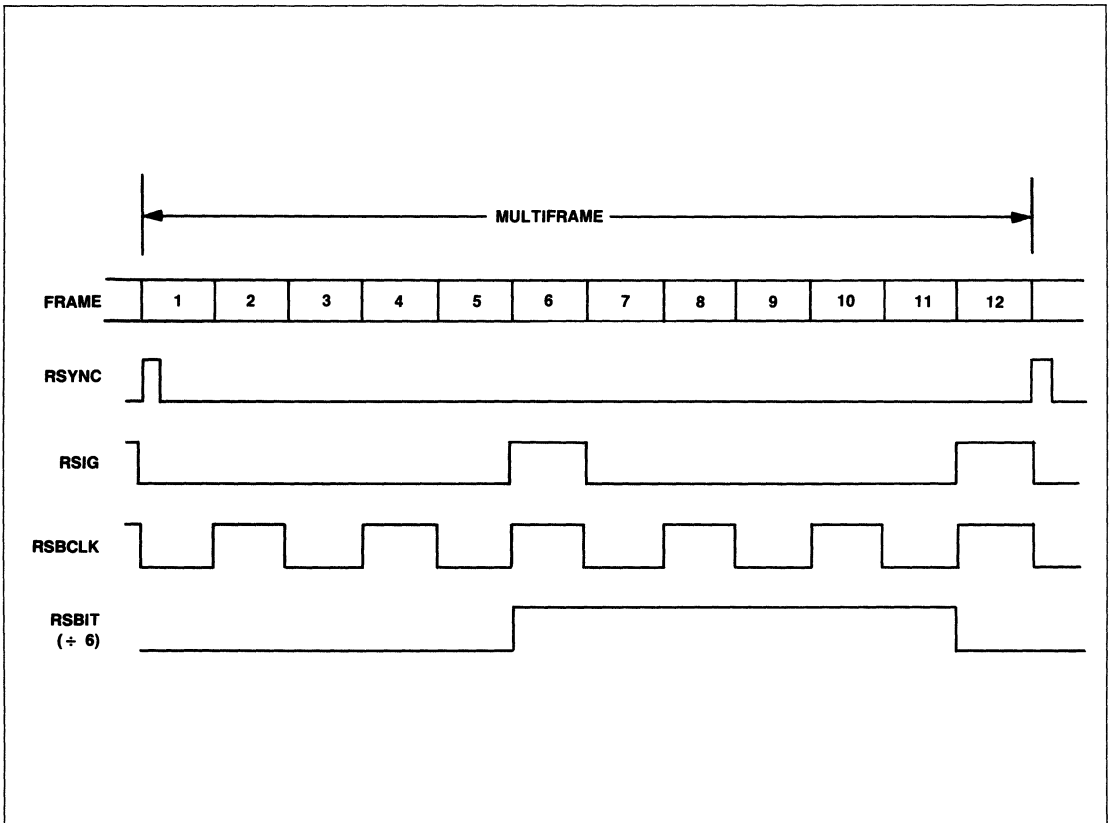 MULTIFRAME
FRAME 1 2 3 4 5 6 7 8 9 10 11 12
RSYNC
RSIG
RSBCLK
RSBIT
(÷ 6)